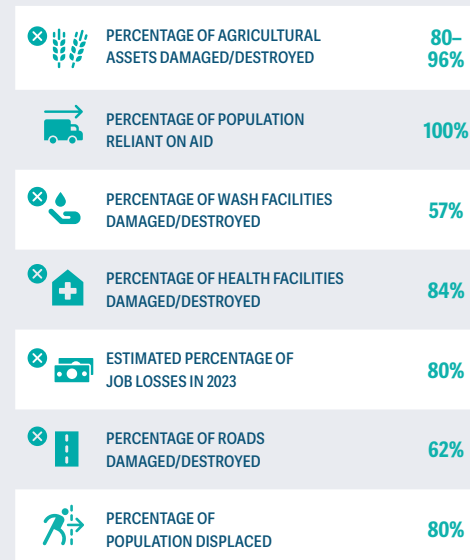 PERCENTAGE OF AGRICULTURAL
ASSETS DAMAGED/DESTROYED
80–
96%
PERCENTAGE OF POPULATION
RELIANT ON AID
100%
PERCENTAGE OF WASH FACILITIES
DAMAGED/DESTROYED
57%
PERCENTAGE OF HEALTH FACILITIES
DAMAGED/DESTROYED
84%
ESTIMATED PERCENTAGE OF
JOB LOSSES IN 2023
80%
PERCENTAGE OF ROADS
DAMAGED/DESTROYED
62%
PERCENTAGE OF
POPULATION DISPLACED
80%